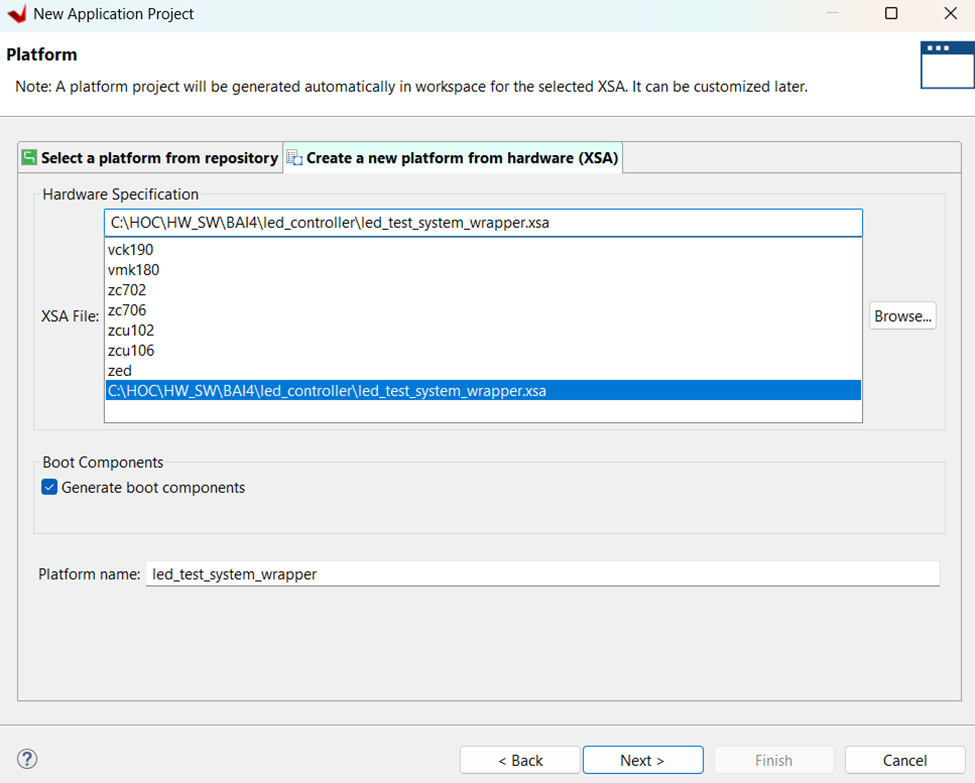 New Application Project
Platform
Note: A platform project will be generated automatically in workspace for the selected XSA. It can be customized later.
Select a platform from repository
Create a new platform from hardware (XSA)
Hardware Specification
C:\HOC\HW_SW\BAI4\led_controller\led_test_system_wrapper.xsa
vck190
vmk180
zc702
zc706
XSA File:
Browse...
zcu102
zcu106
zed
C:\HOC\HW_SW\BAI4\led_controller\led_test_system_wrapper.xsa
Boot Components
Generate boot components
Platform name: led_test_system_wrapper
?
< Back
Next >
Finish
Cancel